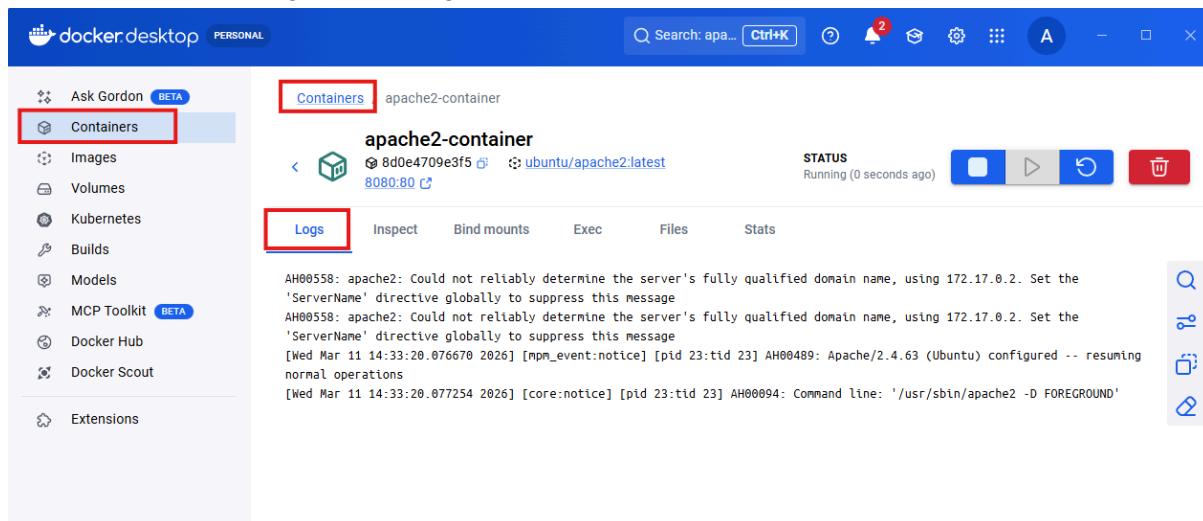 docker.desktop PERSONAL
Search: apa... Ctrl+K
2
A
Ask Gordon BETA
Containers
Images
Volumes
Kubernetes
Builds
Models
MCP Toolkit BETA
Docker Hub
Docker Scout
Extensions
Containers / apache2-container
apache2-container
8d0e4709e3f5 ubuntu/apache2:latest
8080:80
STATUS
Running (0 seconds ago)
Logs Inspect Bind mounts Exec Files Stats
AH00558: apache2: Could not reliably determine the server's fully qualified domain name, using 172.17.0.2. Set the
'ServerName' directive globally to suppress this message
AH00558: apache2: Could not reliably determine the server's fully qualified domain name, using 172.17.0.2. Set the
'ServerName' directive globally to suppress this message
[Wed Mar 11 14:33:20.076670 2026] [mpm_event:notice] [pid 23:tid 23] AH00489: Apache/2.4.63 (Ubuntu) configured -- resuming
normal operations
[Wed Mar 11 14:33:20.077254 2026] [core:notice] [pid 23:tid 23] AH00094: Command line: '/usr/sbin/apache2 -D FOREGROUND'